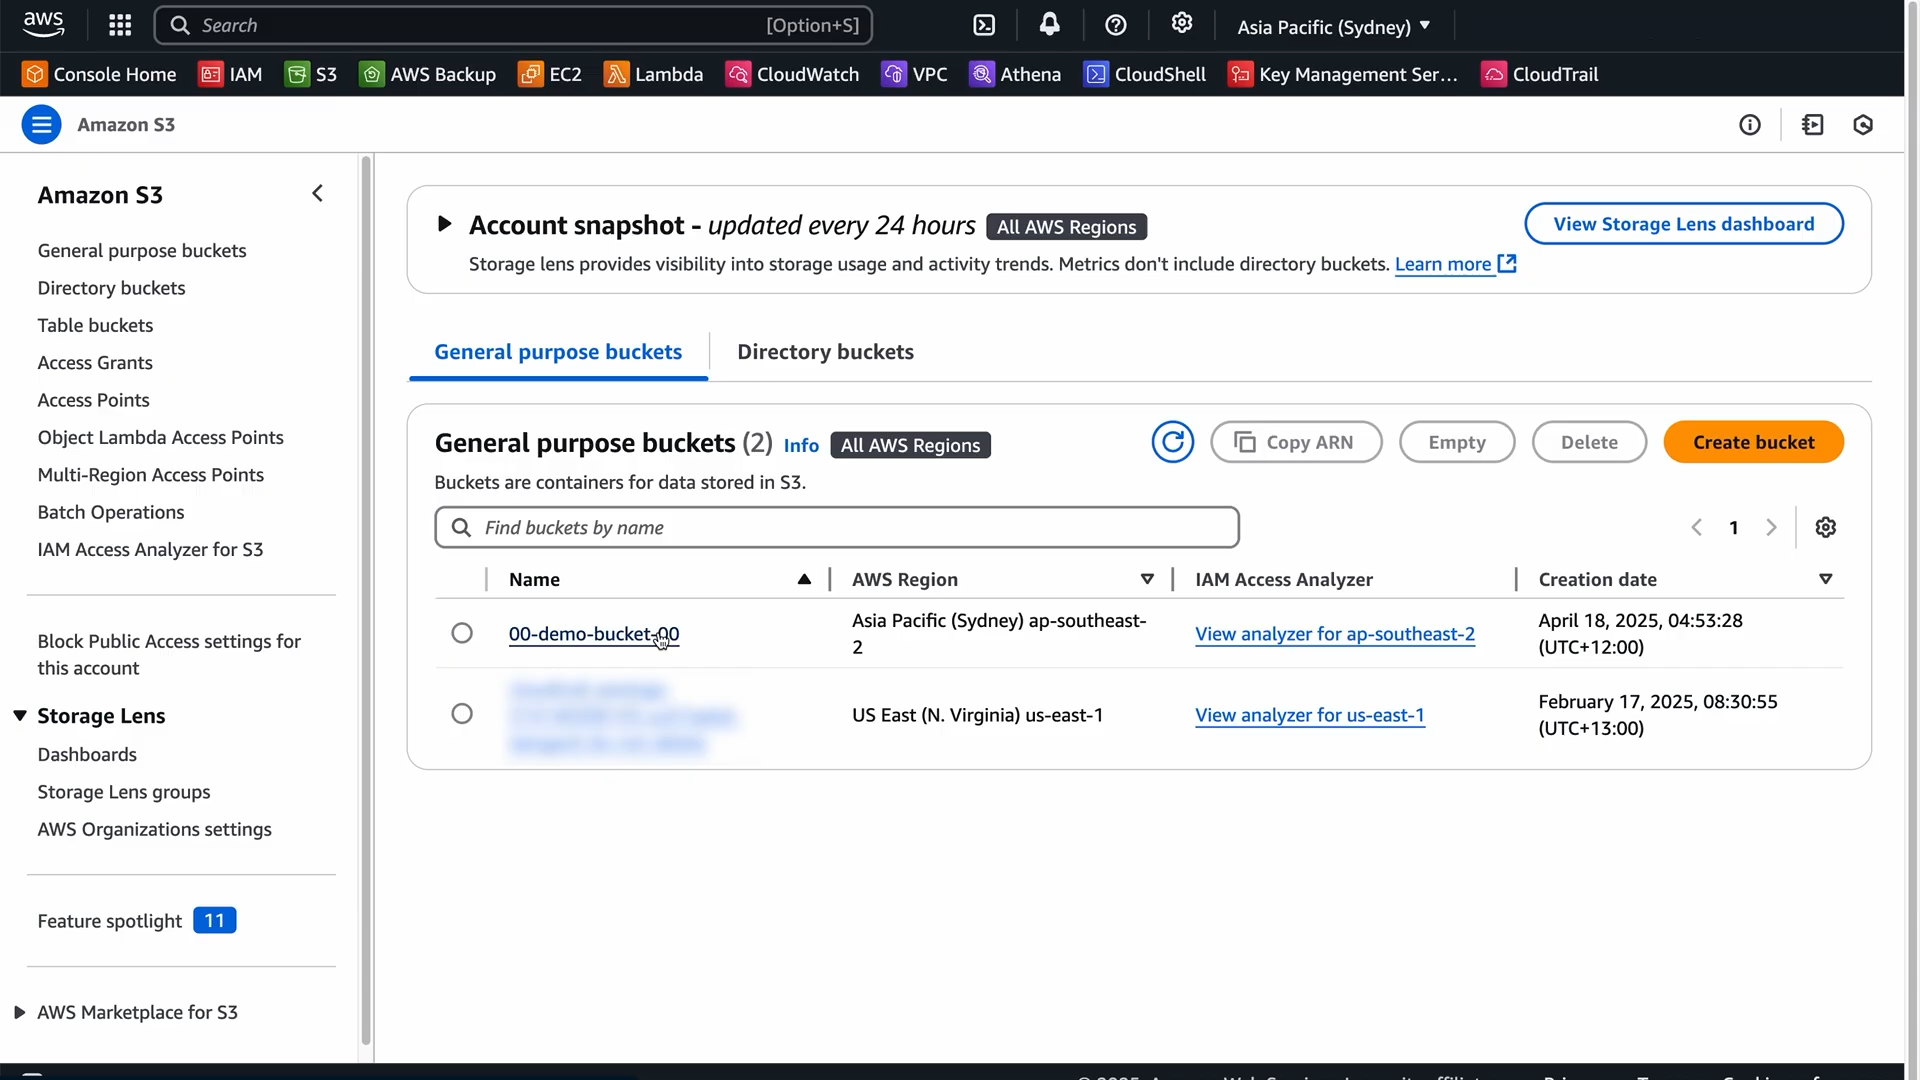 aws
Search [Option+S]
Asia Pacific (Sydney)
Console Home IAM S3 AWS Backup EC2 Lambda CloudWatch VPC Athena CloudShell Key Management Ser... CloudTrail
Amazon S3
Amazon S3
General purpose buckets
Directory buckets
Table buckets
Access Grants
Access Points
Object Lambda Access Points
Multi-Region Access Points
Batch Operations
IAM Access Analyzer for S3
Block Public Access settings for
this account
Storage Lens
Dashboards
Storage Lens groups
AWS Organizations settings
Feature spotlight 11
AWS Marketplace for S3
Account snapshot - updated every 24 hours All AWS Regions
View Storage Lens dashboard
Storage lens provides visibility into storage usage and activity trends. Metrics don't include directory buckets. Learn more
General purpose buckets Directory buckets
General purpose buckets (2) Info All AWS Regions
Copy ARN Empty Delete Create bucket
Buckets are containers for data stored in S3.
Find buckets by name
1
Name AWS Region IAM Access Analyzer Creation date
00-demo-bucket-00 Asia Pacific (Sydney) ap-southeast- View analyzer for ap-southeast-2 April 18, 2025, 04:53:28
2 (UTC+12:00)
US East (N. Virginia) us-east-1 View analyzer for us-east-1 February 17, 2025, 08:30:55
(UTC+13:00)